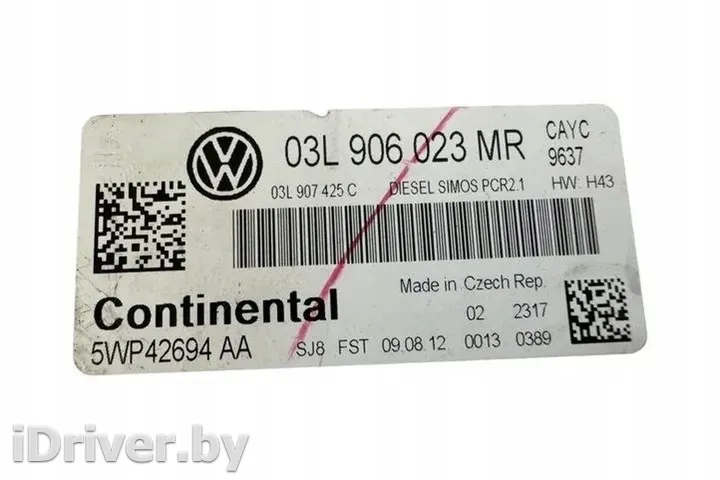 03L 906 023 MR CAYC
9637
03L 907 425 C DIESEL SIMOS PCR2.1 HW: H43
Made in Czech Rep.
Continental 02 2317
5WP42694 AA SJ8 FST 09.08.12 0013 0389
iDriver.by